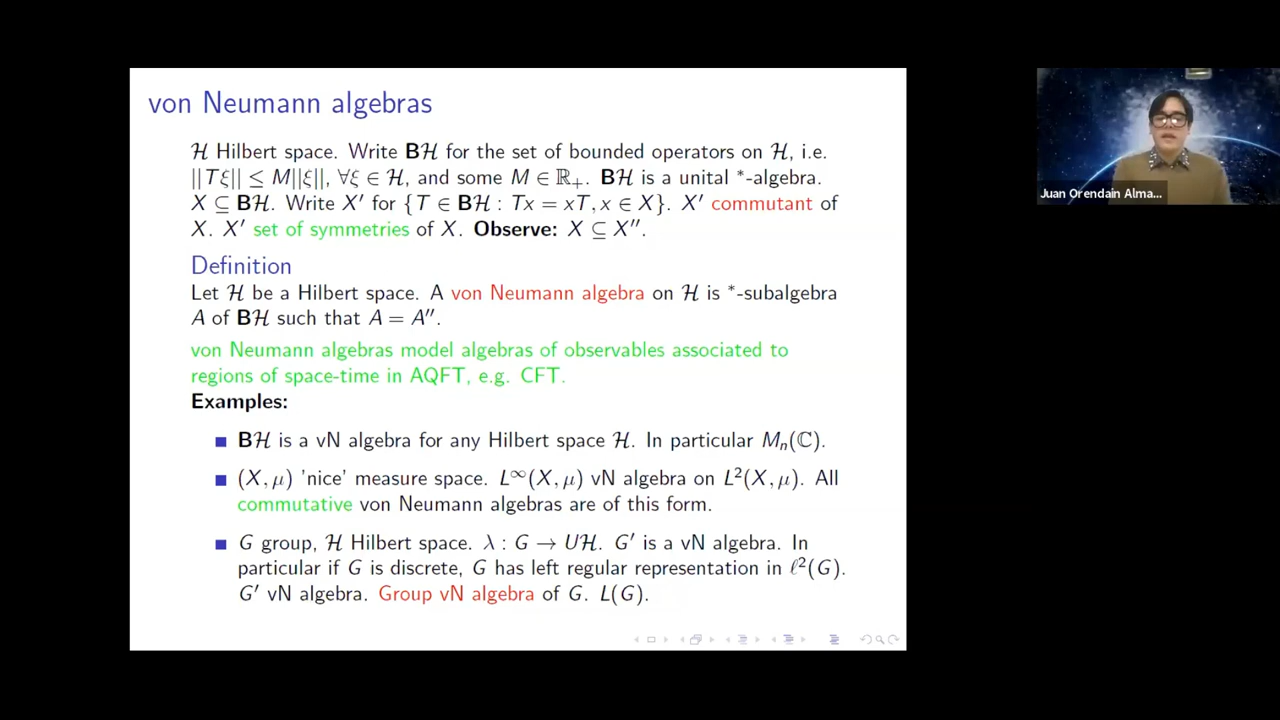 von Neumann algebras
ℋ Hilbert space. Write 𝐁ℋ for the set of bounded operators on ℋ, i.e.
||Tξ|| ≤ M||ξ||, ∀ξ ∈ ℋ, and some M ∈ ℝ₊. 𝐁ℋ is a unital *-algebra.
X ⊆ 𝐁ℋ. Write X′ for {T ∈ 𝐁ℋ : Tx = xT, x ∈ X}. X′ commutant of
X. X′ set of symmetries of X. Observe: X ⊆ X′′.
Definition
Let ℋ be a Hilbert space. A von Neumann algebra on ℋ is *-subalgebra
A of 𝐁ℋ such that A = A′′.
von Neumann algebras model algebras of observables associated to
regions of space-time in AQFT, e.g. CFT.
Examples:
𝐁ℋ is a vN algebra for any Hilbert space ℋ. In particular Mₙ(ℂ).
(X, μ) 'nice' measure space. L^∞(X, μ) vN algebra on L²(X, μ). All
commutative von Neumann algebras are of this form.
G group, ℋ Hilbert space. λ : G → Uℋ. G′ is a vN algebra. In
particular if G is discrete, G has left regular representation in ℓ²(G).
G′ vN algebra. Group vN algebra of G. L(G).
Juan Orendain Alma...